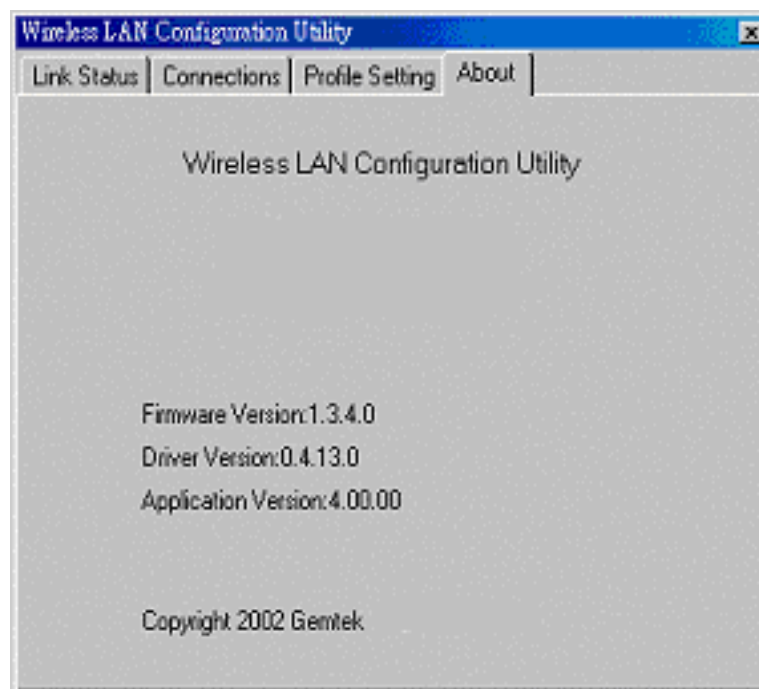 Wireless LAN Configuration Utility
Link Status Connections Profile Setting About
Wireless LAN Configuration Utility
Firmware Version:1.3.4.0
Driver Version:0.4.13.0
Application Version:4.00.00
Copyright 2002 Gemtek